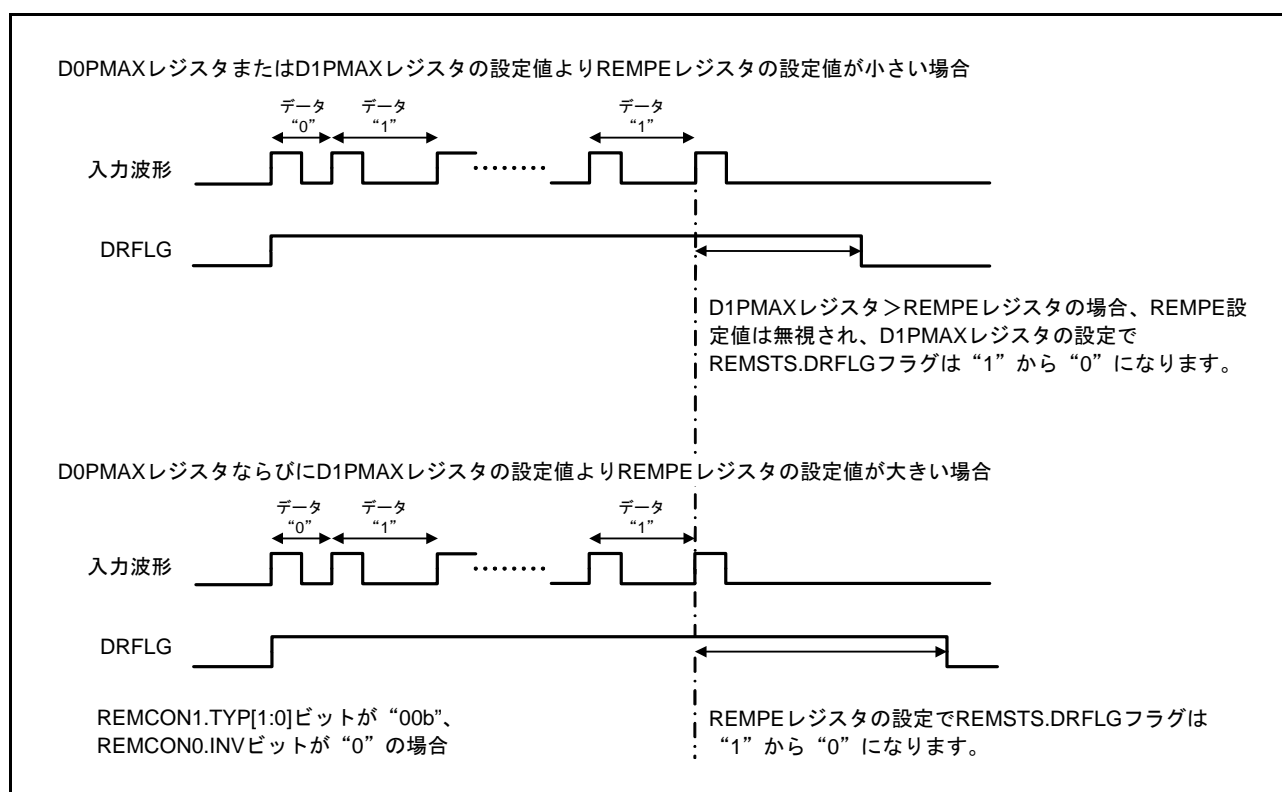 D0PMAXレジスタまたはD1PMAXレジスタの設定値よりREMPEレジスタの設定値が小さい場合
データ
“0”
データ
“1”
データ
“1”
入力波形
DRFLG
D1PMAXレジスタ＞REMPEレジスタの場合、REMPE設
定値は無視され、D1PMAXレジスタの設定で
REMSTS.DRFLGフラグは“1”から“0”になります。
D0PMAXレジスタならびにD1PMAXレジスタの設定値よりREMPEレジスタの設定値が大きい場合
データ
“0”
データ
“1”
データ
“1”
入力波形
DRFLG
REMCON1.TYP[1:0]ビットが“00b”、
REMCON0.INVビットが“0”の場合
REMPEレジスタの設定でREMSTS.DRFLGフラグは
“1”から“0”になります。